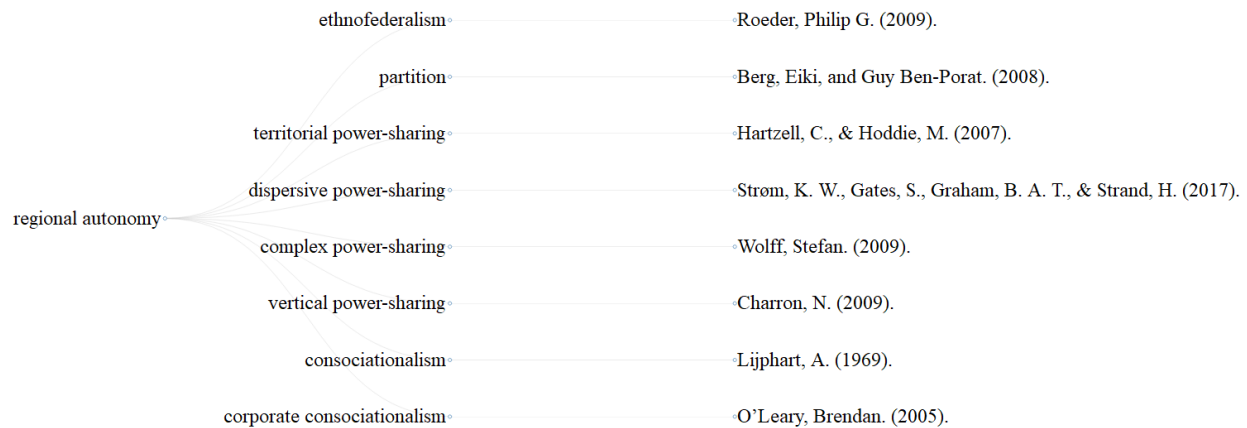 ethnofederalism Roeder, Philip G. (2009).
partition Berg, Eiki, and Guy Ben-Porat. (2008).
territorial power-sharing Hartzell, C., & Hoddie, M. (2007).
dispersive power-sharing Strøm, K. W., Gates, S., Graham, B. A. T., & Strand, H. (2017).
regional autonomy
complex power-sharing Wolff, Stefan. (2009).
vertical power-sharing Charron, N. (2009).
consociationalism Lijphart, A. (1969).
corporate consociationalism O’Leary, Brendan. (2005).